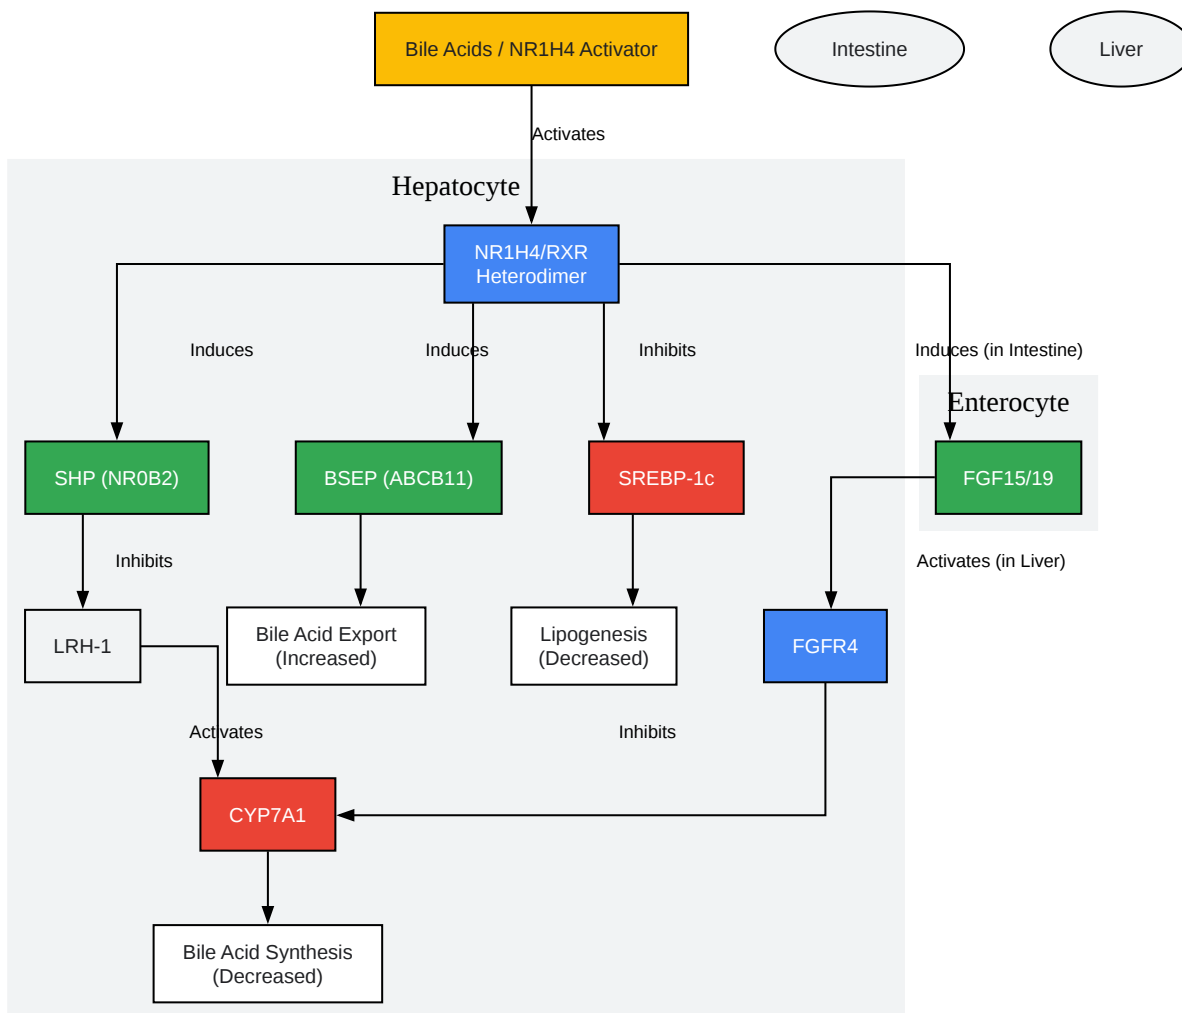 Bile Acids / NR1H4 Activator
Intestine
Liver
Activates
Hepatocyte
NR1H4/RXR
Heterodimer
Induces
Induces
Inhibits
Induces (in Intestine)
Enterocyte
SHP (NR0B2)
BSEP (ABCB11)
SREBP-1c
FGF15/19
Inhibits
Activates (in Liver)
LRH-1
Bile Acid Export
(Increased)
Lipogenesis
(Decreased)
FGFR4
Activates
Inhibits
CYP7A1
Bile Acid Synthesis
(Decreased)